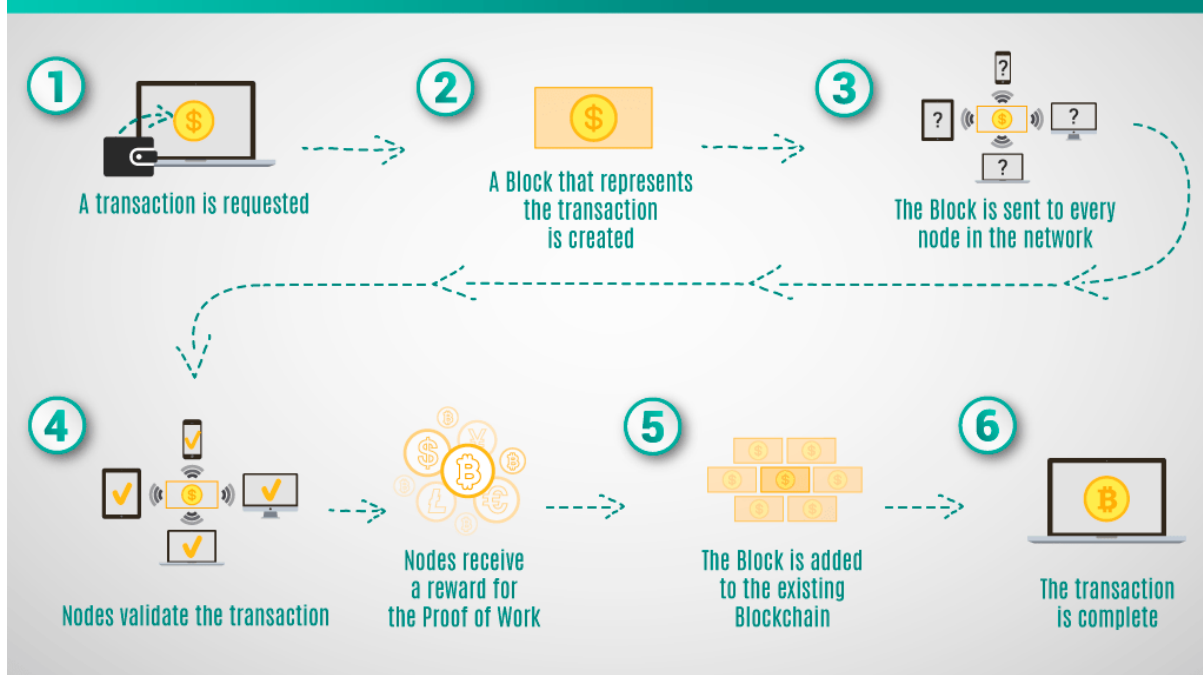 1
A transaction is requested
2
A Block that represents
the transaction
is created
3
?
?
?
?
The Block is sent to every
node in the network
4
Nodes validate the transaction
Nodes receive
a reward for
the Proof of Work
5
The Block is added
to the existing
Blockchain
6
The transaction
is complete